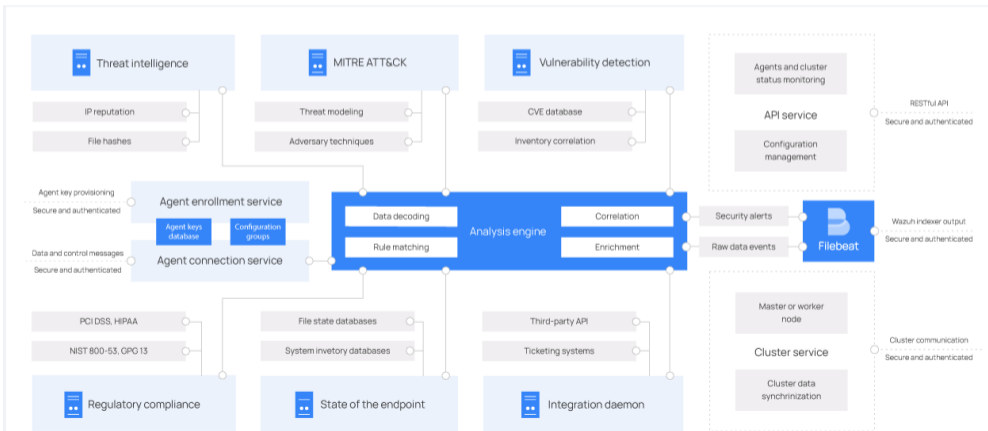 Threat intelligence
IP reputation
File hashes
MITRE ATT&CK
Threat modeling
Adversary techniques
Vulnerability detection
CVE database
Inventory correlation
Agents and cluster
status monitoring
API service
Configuration
management
RESTful API
Secure and authenticated
Agent key provisioning
Secure and authenticated
Agent enrollment service
Agent keys
database
Configuration
groups
Data and control messages
Secure and authenticated
Agent connection service
Data decoding
Rule matching
Analysis engine
Correlation
Enrichment
Security alerts
Raw data events
Filebeat
Wazuh indexer output
Secure and authenticated
PCI DSS, HIPAA
NIST 800-53, GPG 13
Regulatory compliance
File state databases
System invetory databases
State of the endpoint
Third-party API
Ticketing systems
Integration daemon
Master or worker
node
Cluster service
Cluster data
synchrinization
Cluster communication
Secure and authenticated